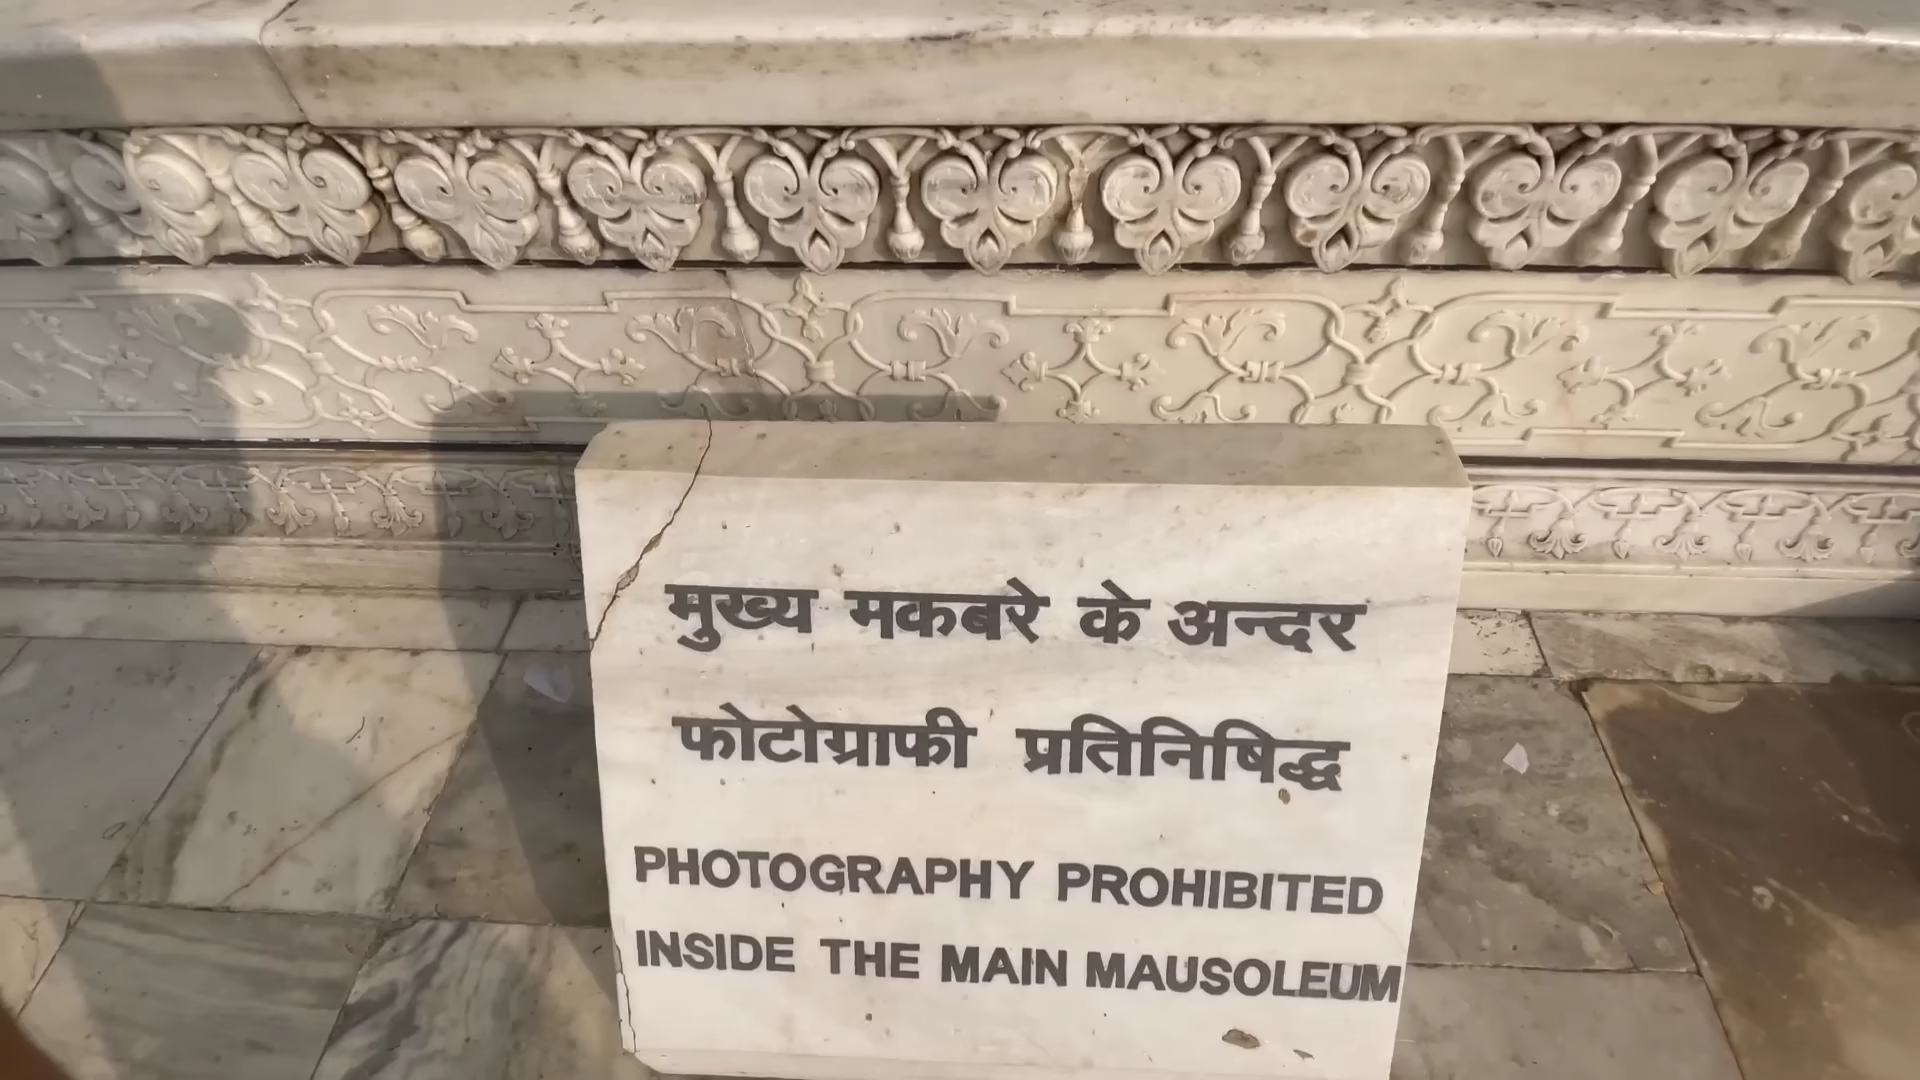 मुख्य मकबरे के अन्दर
फोटोग्राफी प्रतिनिषिद्ध
PHOTOGRAPHY PROHIBITED
INSIDE THE MAIN MAUSOLEUM